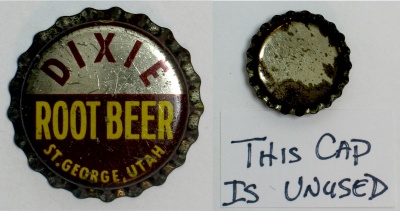 DIXIE
ROOT BEER
ST. GEORGE, UTAH
THIS CAP
IS UNUSED